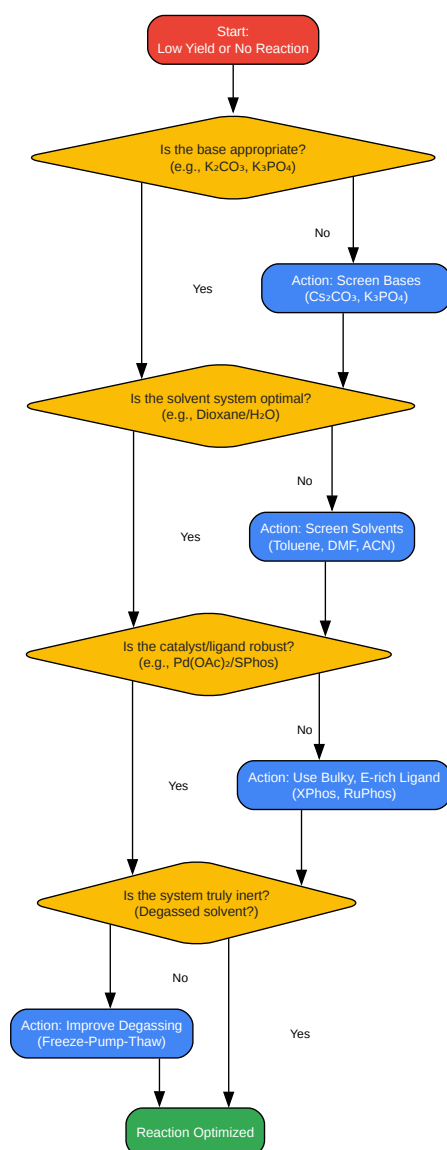 Start:
Low Yield or No Reaction
Is the base appropriate?
(e.g., K₂CO₃, K₃PO₄)
No
Yes
Action: Screen Bases
(Cs₂CO₃, K₃PO₄)
Is the solvent system optimal?
(e.g., Dioxane/H₂O)
No
Yes
Action: Screen Solvents
(Toluene, DMF, ACN)
Is the catalyst/ligand robust?
(e.g., Pd(OAc)₂/SPhos)
No
Yes
Action: Use Bulky, E-rich Ligand
(XPhos, RuPhos)
Is the system truly inert?
(Degassed solvent?)
No
Yes
Action: Improve Degassing
(Freeze-Pump-Thaw)
Reaction Optimized